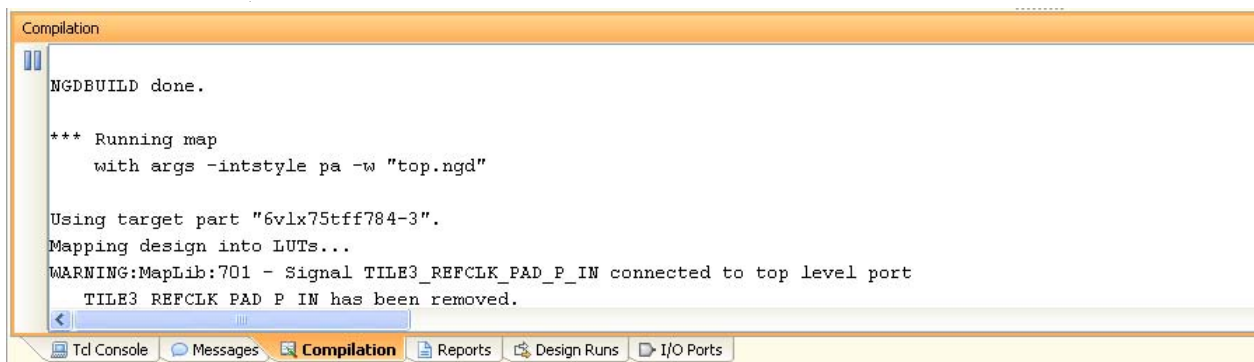 Compilation
NGDBUILD done.
*** Running map
with args -intstyle pa -w "top.ngd"
Using target part "6vlx75tff784-3".
Mapping design into LUTs...
WARNING:MapLib:701 - Signal TILE3_REFCLK_PAD_P_IN connected to top level port
TILE3_REFCLK_PAD_P_IN has been removed.
Tcl Console Messages Compilation Reports Design Runs I/O Ports